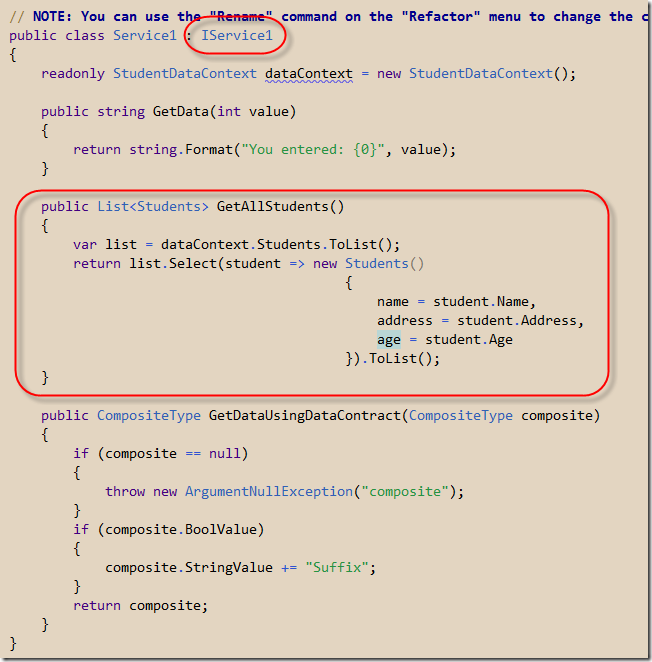 // NOTE: You can use the "Rename" command on the "Refactor" menu to change the c
public class Service1 : IService1
{
readonly StudentDataContext dataContext = new StudentDataContext();
public string GetData(int value)
{
return string.Format("You entered: {0}", value);
}
public List<Students> GetAllStudents()
{
var list = dataContext.Students.ToList();
return list.Select(student => new Students()
{
name = student.Name,
address = student.Address,
age = student.Age
}).ToList();
}
public CompositeType GetDataUsingDataContract(CompositeType composite)
{
if (composite == null)
{
throw new ArgumentNullException("composite");
}
if (composite.BoolValue)
{
composite.StringValue += "Suffix";
}
return composite;
}
}